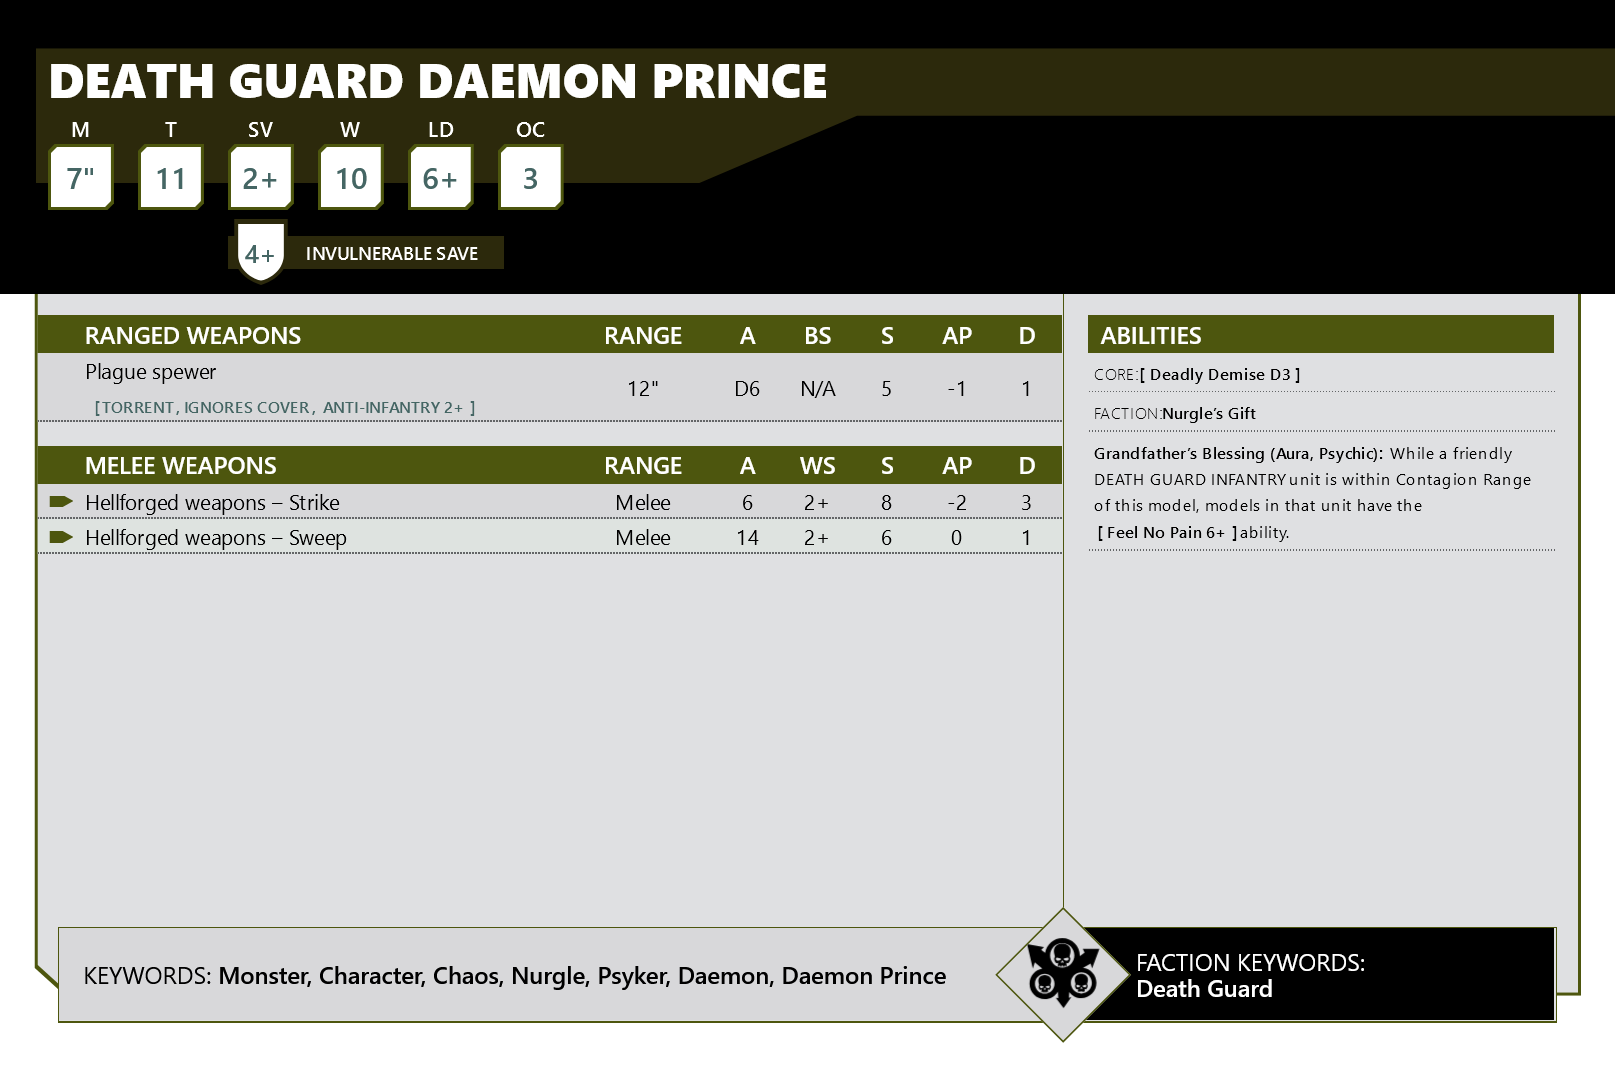 DEATH GUARD DAEMON PRINCE
M T SV W LD OC
7" 11 2+ 10 6+ 3
4+ INVULNERABLE SAVE
RANGED WEAPONS RANGE A BS S AP D
Plague spewer
12" D6 N/A 5 -1 1
[TORRENT, IGNORES COVER, ANTI-INFANTRY 2+ ]
MELEE WEAPONS RANGE A WS S AP D
Hellforged weapons – Strike Melee 6 2+ 8 -2 3
Hellforged weapons – Sweep Melee 14 2+ 6 0 1
ABILITIES
CORE:[ Deadly Demise D3 ]
FACTION:Nurgle’s Gift
Grandfather’s Blessing (Aura, Psychic): While a friendly
DEATH GUARD INFANTRY unit is within Contagion Range
of this model, models in that unit have the
[ Feel No Pain 6+ ]ability.
KEYWORDS: Monster, Character, Chaos, Nurgle, Psyker, Daemon, Daemon Prince
FACTION KEYWORDS:
Death Guard